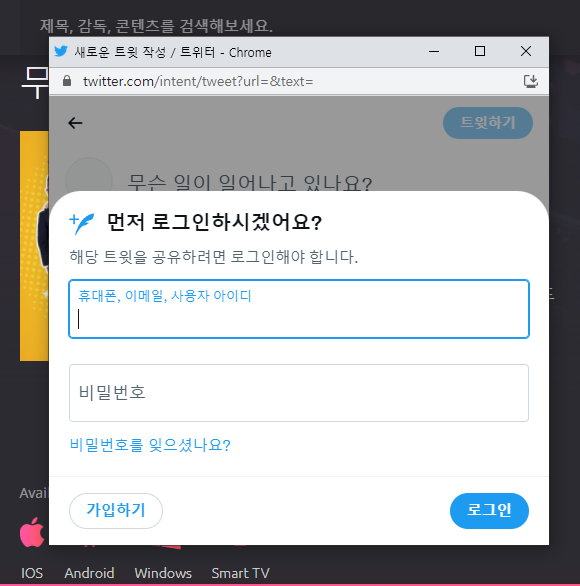 제목, 감독, 콘텐츠를 검색해보세요.
새로운 트윗 작성 / 트위터 - Chrome
twitter.com/intent/tweet?url=&text=
무
트윗하기
무슨 일이 일어나고 있나요?
먼저 로그인하시겠어요?
해당 트윗을 공유하려면 로그인해야 합니다.
휴대폰, 이메일, 사용자 아이디
비밀번호
비밀번호를 잊으셨나요?
가입하기
로그인
IOS Android Windows Smart TV